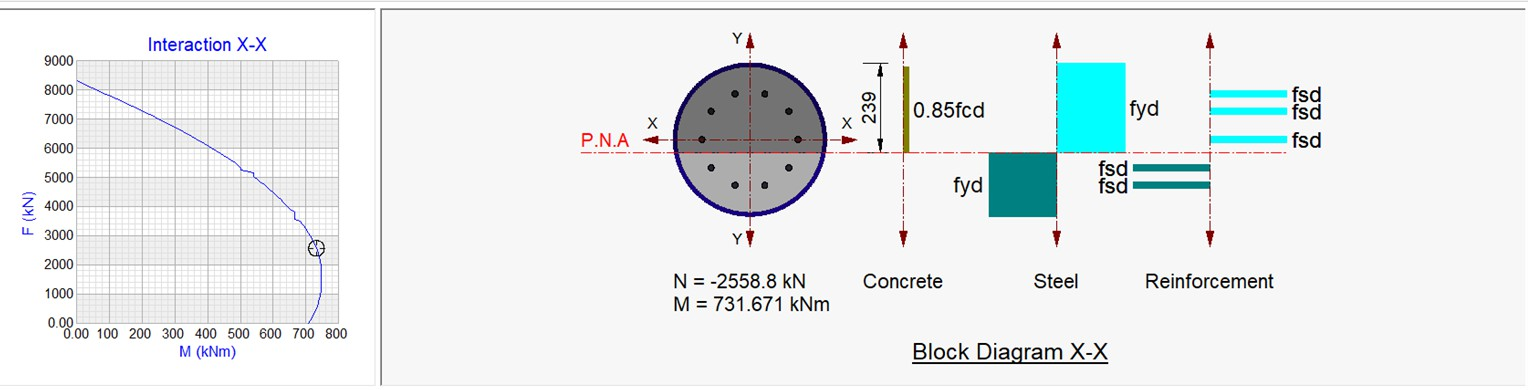 Interaction X-X
F (kN)
9000
8000
7000
6000
5000
4000
3000
2000
1000
0.00
0.00 100 200 300 400 500 600 700 800
M (kNm)
Y
X X
P.N.A
Y
239
0.85fcd
fyd
fyd
fsd
fsd
fsd
fsd
fsd
N = -2558.8 kN
M = 731.671 kNm
Concrete
Steel
Reinforcement
Block Diagram X-X